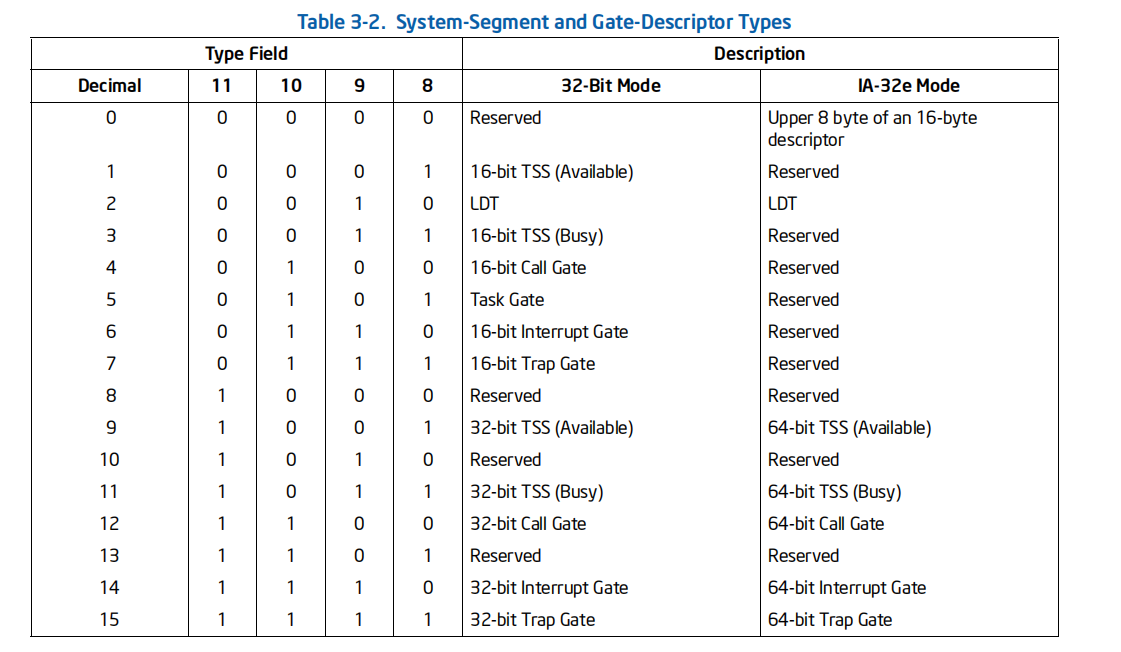 Table 3-2. System-Segment and Gate-Descriptor Types
Type Field Description
Decimal 11 10 9 8 32-Bit Mode IA-32e Mode
0 0 0 0 0 Reserved Upper 8 byte of an 16-byte
descriptor
1 0 0 0 1 16-bit TSS (Available) Reserved
2 0 0 1 0 LDT LDT
3 0 0 1 1 16-bit TSS (Busy) Reserved
4 0 1 0 0 16-bit Call Gate Reserved
5 0 1 0 1 Task Gate Reserved
6 0 1 1 0 16-bit Interrupt Gate Reserved
7 0 1 1 1 16-bit Trap Gate Reserved
8 1 0 0 0 Reserved Reserved
9 1 0 0 1 32-bit TSS (Available) 64-bit TSS (Available)
10 1 0 1 0 Reserved Reserved
11 1 0 1 1 32-bit TSS (Busy) 64-bit TSS (Busy)
12 1 1 0 0 32-bit Call Gate 64-bit Call Gate
13 1 1 0 1 Reserved Reserved
14 1 1 1 0 32-bit Interrupt Gate 64-bit Interrupt Gate
15 1 1 1 1 32-bit Trap Gate 64-bit Trap Gate